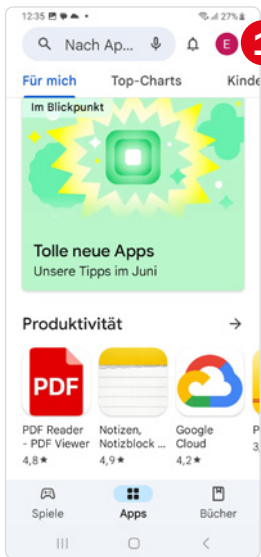 12:35 27%
Nach Ap... E 1
Für mich Top-Charts Kinde
Im Blickpunkt
Tolle neue Apps
Unsere Tipps im Juni
Produktivität →
PDF
PDF Reader Notizen, Google P
- PDF Viewer Notizblock ... Cloud
4,8★ 4,9★ 4,2★ 3,
Spiele Apps Bücher